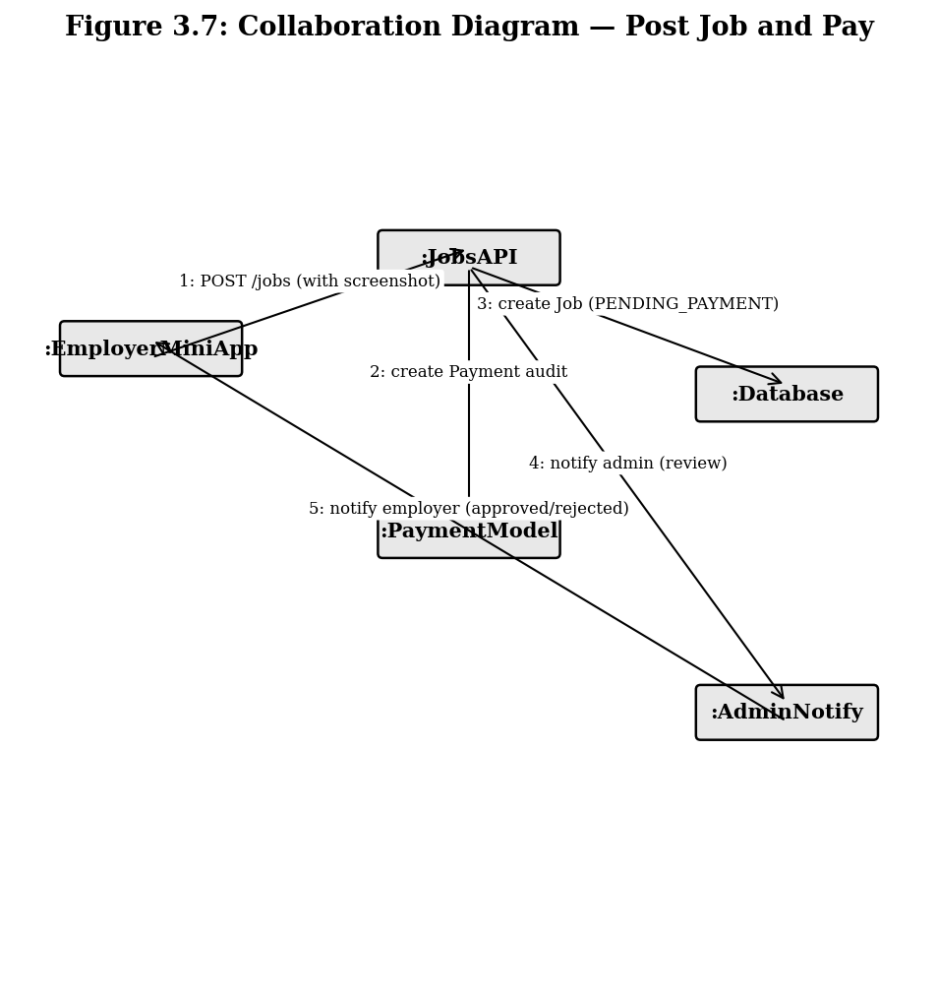 Figure 3.7: Collaboration Diagram — Post Job and Pay
:JobsAPI
1: POST /jobs (with screenshot)
3: create Job (PENDING_PAYMENT)
:EmployerMiniApp
2: create Payment audit
:Database
4: notify admin (review)
5: notify employer (approved/rejected)
:PaymentModel
:AdminNotify